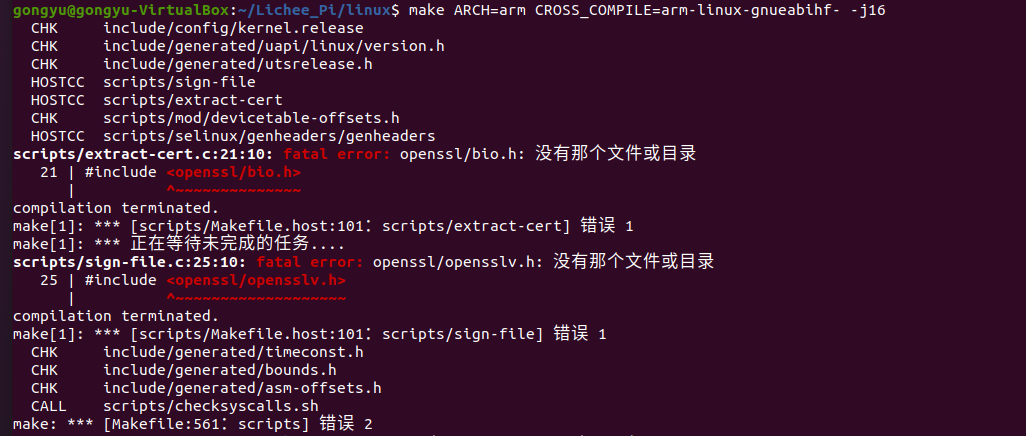 gongyu@gongyu-VirtualBox:~/Lichee_Pi/linux$ make ARCH=arm CROSS_COMPILE=arm-linux-gnueabihf- -j16
  CHK     include/config/kernel.release
  CHK     include/generated/uapi/linux/version.h
  CHK     include/generated/utsrelease.h
  HOSTCC  scripts/sign-file
  HOSTCC  scripts/extract-cert
  CHK     scripts/mod/devicetable-offsets.h
  HOSTCC  scripts/selinux/genheaders/genheaders
scripts/extract-cert.c:21:10: fatal error: openssl/bio.h: 没有那个文件或目录
   21 | #include <openssl/bio.h>
      |          ^~~~~~~~~~~~~~~
compilation terminated.
make[1]: *** [scripts/Makefile.host:101：scripts/extract-cert] 错误 1
make[1]: *** 正在等待未完成的任务....
scripts/sign-file.c:25:10: fatal error: openssl/opensslv.h: 没有那个文件或目录
   25 | #include <openssl/opensslv.h>
      |          ^~~~~~~~~~~~~~~~~~~~
compilation terminated.
make[1]: *** [scripts/Makefile.host:101：scripts/sign-file] 错误 1
  CHK     include/generated/timeconst.h
  CHK     include/generated/bounds.h
  CHK     include/generated/asm-offsets.h
  CALL    scripts/checksyscalls.sh
make: *** [Makefile:561：scripts] 错误 2